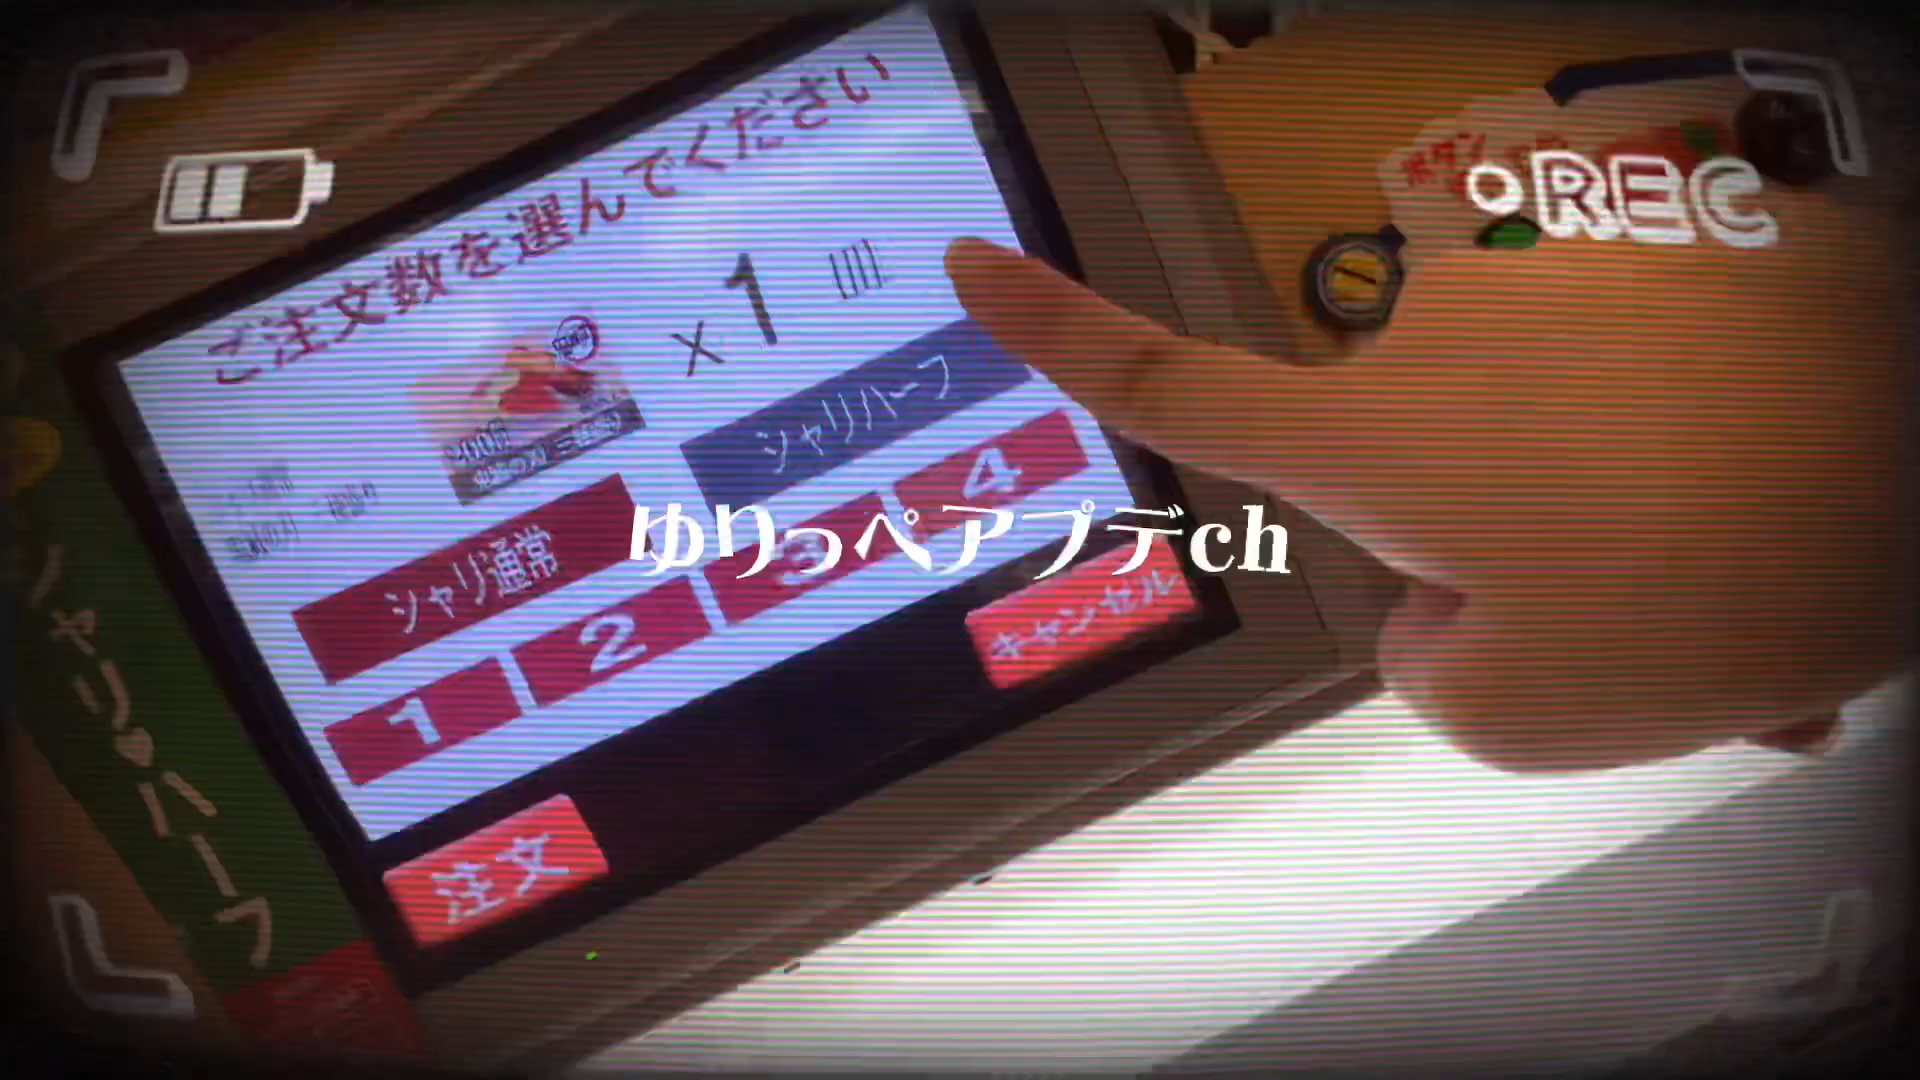 ご注文数を選んでください
REC
×1
シャリハーフ
シャリ通常
1
2
3
4
ゆりっぺアプデch
キャンセル
注文
シャリ♥ハーフ